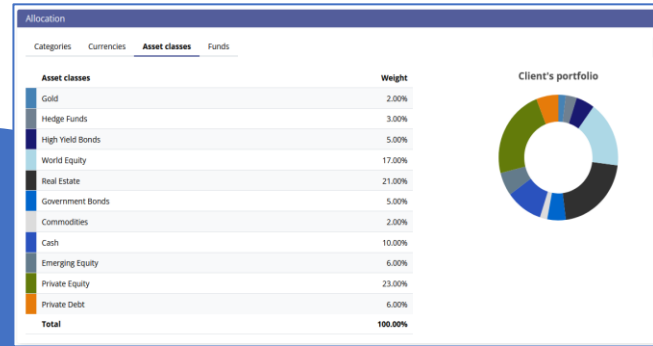 Allocation
Categories Currencies Asset classes Funds
Asset classes Weight
Gold 2.00%
Hedge Funds 3.00%
High Yield Bonds 5.00%
World Equity 17.00%
Real Estate 21.00%
Government Bonds 5.00%
Commodities 2.00%
Cash 10.00%
Emerging Equity 6.00%
Private Equity 23.00%
Private Debt 6.00%
Total 100.00%
Client's portfolio